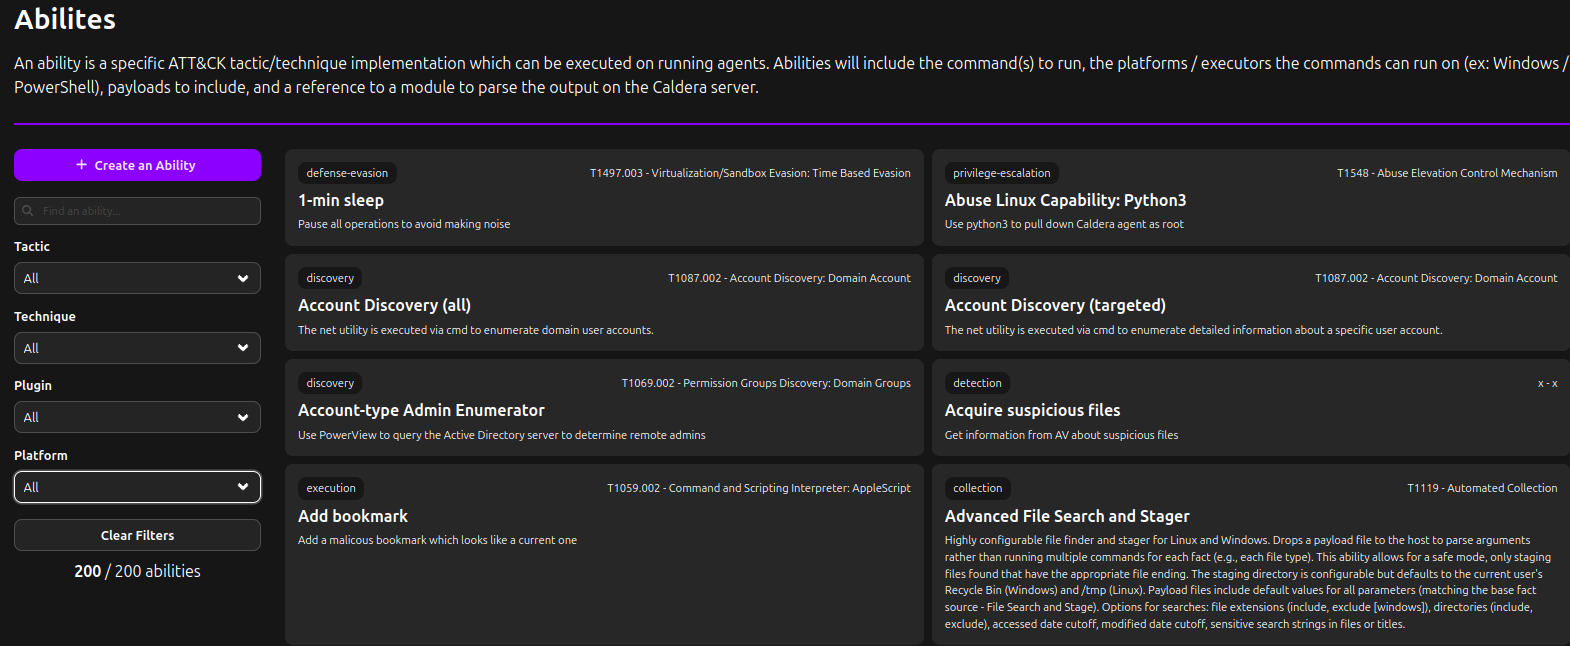 Abilites
An ability is a specific ATT&CK tactic/technique implementation which can be executed on running agents. Abilities will include the command(s) to run, the platforms / executors the commands can run on (ex: Windows /
PowerShell), payloads to include, and a reference to a module to parse the output on the Caldera server.
+ Create an Ability
Find an ability...
Tactic
All
Technique
All
Plugin
All
Platform
All
Clear Filters
200 / 200 abilities
defense-evasion
T1497.003 - Virtualization/Sandbox Evasion: Time Based Evasion
1-min sleep
Pause all operations to avoid making noise
privilege-escalation
T1548 - Abuse Elevation Control Mechanism
Abuse Linux Capability: Python3
Use python3 to pull down Caldera agent as root
discovery
T1087.002 - Account Discovery: Domain Account
Account Discovery (all)
The net utility is executed via cmd to enumerate domain user accounts.
discovery
T1087.002 - Account Discovery: Domain Account
Account Discovery (targeted)
The net utility is executed via cmd to enumerate detailed information about a specific user account.
discovery
T1069.002 - Permission Groups Discovery: Domain Groups
Account-type Admin Enumerator
Use PowerView to query the Active Directory server to determine remote admins
detection
x - x
Acquire suspicious files
Get information from AV about suspicious files
execution
T1059.002 - Command and Scripting Interpreter: AppleScript
Add bookmark
Add a malicous bookmark which looks like a current one
collection
T1119 - Automated Collection
Advanced File Search and Stager
Highly configurable file finder and stager for Linux and Windows. Drops a payload file to the host to parse arguments
rather than running multiple commands for each fact (e.g., each file type). This ability allows for a safe mode, only staging
files found that have the appropriate file ending. The staging directory is configurable but defaults to the current user's
Recycle Bin (Windows) and /tmp (Linux). Payload files include default values for all parameters (matching the base fact
source - File Search and Stage). Options for searches: file extensions (include, exclude [windows]), directories (include,
exclude), accessed date cutoff, modified date cutoff, sensitive search strings in files or titles.